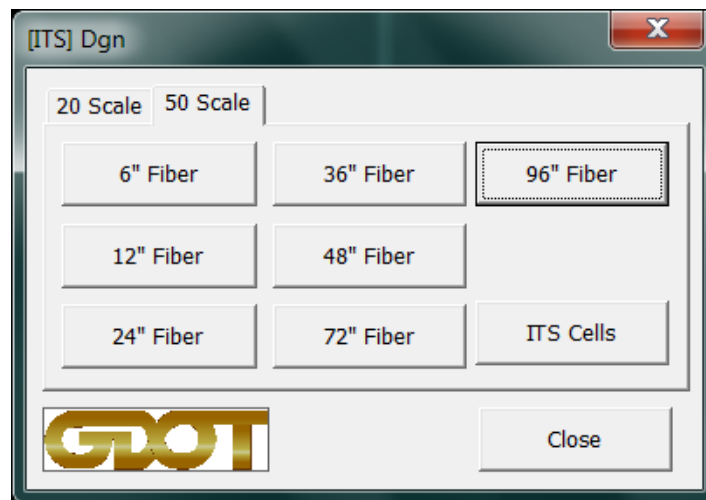 [ITS] Dgn
20 Scale 50 Scale
6" Fiber 36" Fiber 96" Fiber
12" Fiber 48" Fiber
24" Fiber 72" Fiber ITS Cells
GDOT Close